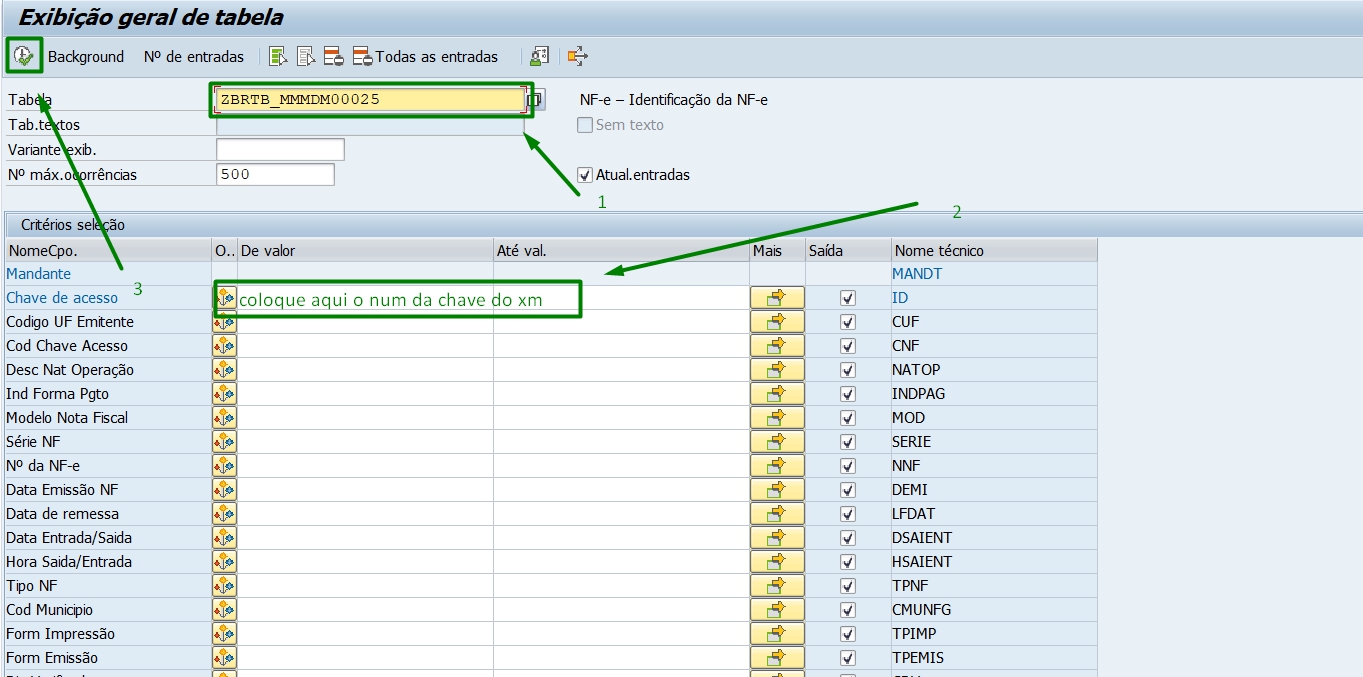 Exibição geral de tabela
Background Nº de entradas Todas as entradas
Tabela ZBRTB_MMMDM00025 NF-e – Identificação da NF-e
Tab.textos Sem texto
Variante exib.
Nº máx.ocorrências 500 Atual.entradas
1
2
Critérios seleção
NomeCpo. O.. De valor Até val. Mais Saída Nome técnico
Mandante MANDT
3
Chave de acesso coloque aqui o num da chave do xm ID
Codigo UF Emitente CUF
Cod Chave Acesso CNF
Desc Nat Operação NATOP
Ind Forma Pgto INDPAG
Modelo Nota Fiscal MOD
Série NF SERIE
Nº da NF-e NNF
Data Emissão NF DEMI
Data de remessa LFDAT
Data Entrada/Saida DSAIENT
Hora Saida/Entrada HSAIENT
Tipo NF TPNF
Cod Municipio CMUNFG
Form Impressão TPIMP
Form Emissão TPEMIS